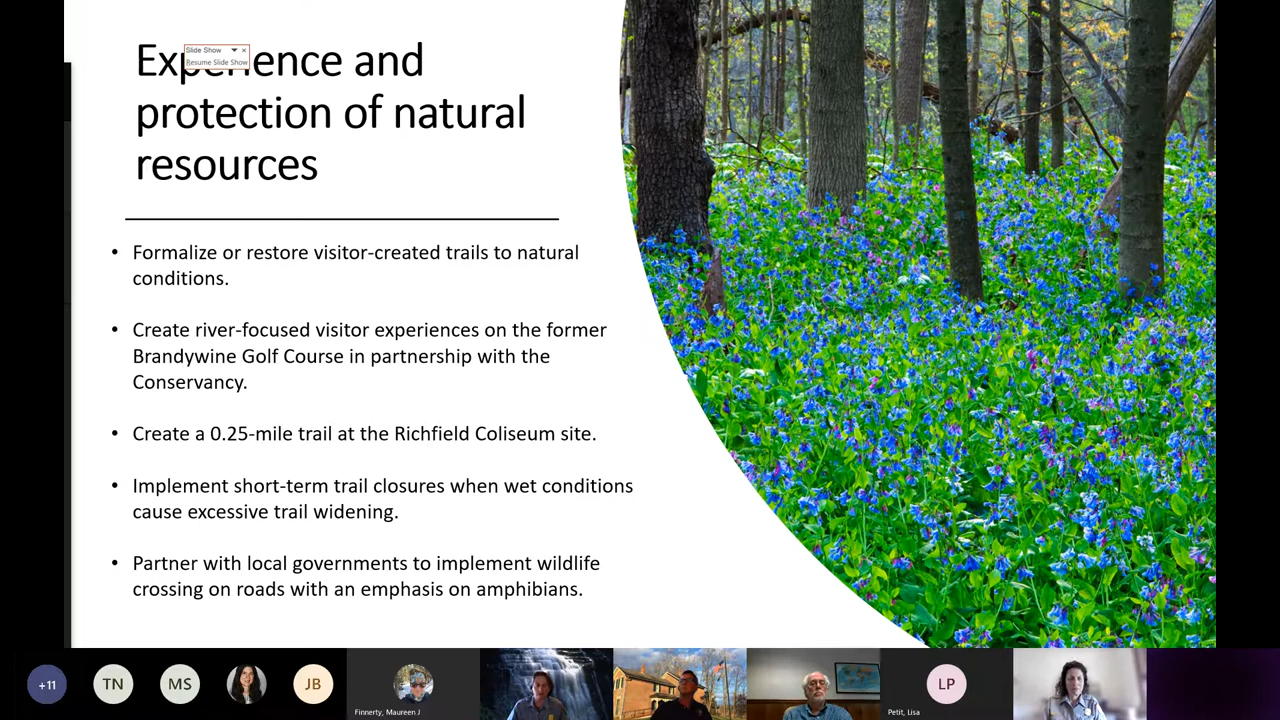 Experience and
Slide Show
Resume Slide Show
protection of natural
resources
• Formalize or restore visitor-created trails to natural
conditions.
• Create river-focused visitor experiences on the former
Brandywine Golf Course in partnership with the
Conservancy.
• Create a 0.25-mile trail at the Richfield Coliseum site.
• Implement short-term trail closures when wet conditions
cause excessive trail widening.
• Partner with local governments to implement wildlife
crossing on roads with an emphasis on amphibians.
+11
TN
MS
JB
Finnerty, Maureen J
LP
Petit, Lisa